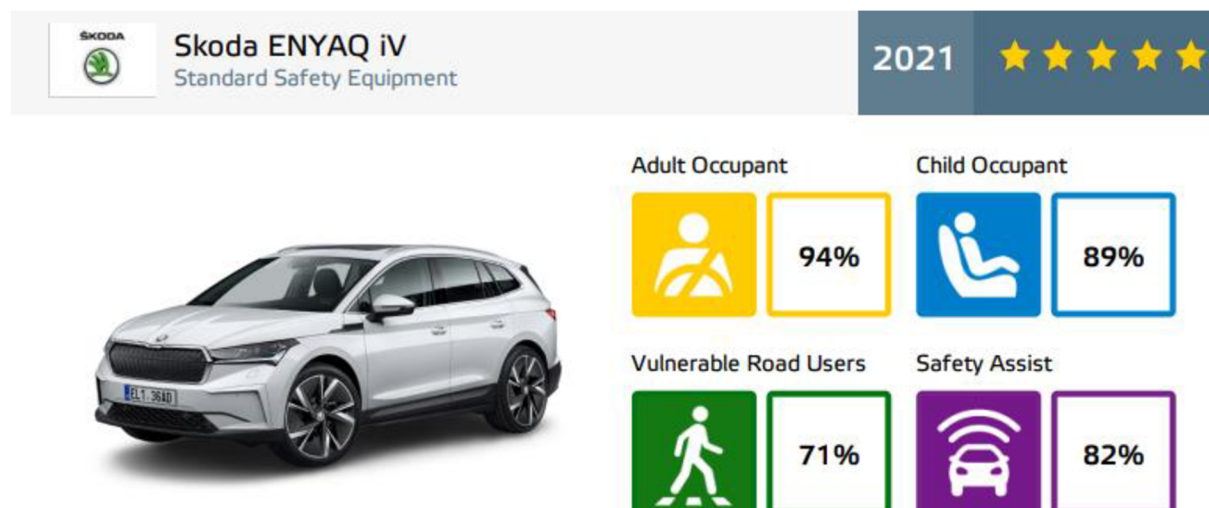 ŠKODA
Skoda ENYAQ iV
Standard Safety Equipment
2021
Adult Occupant
94%
Child Occupant
89%
Vulnerable Road Users
71%
Safety Assist
82%
EL1·36AD